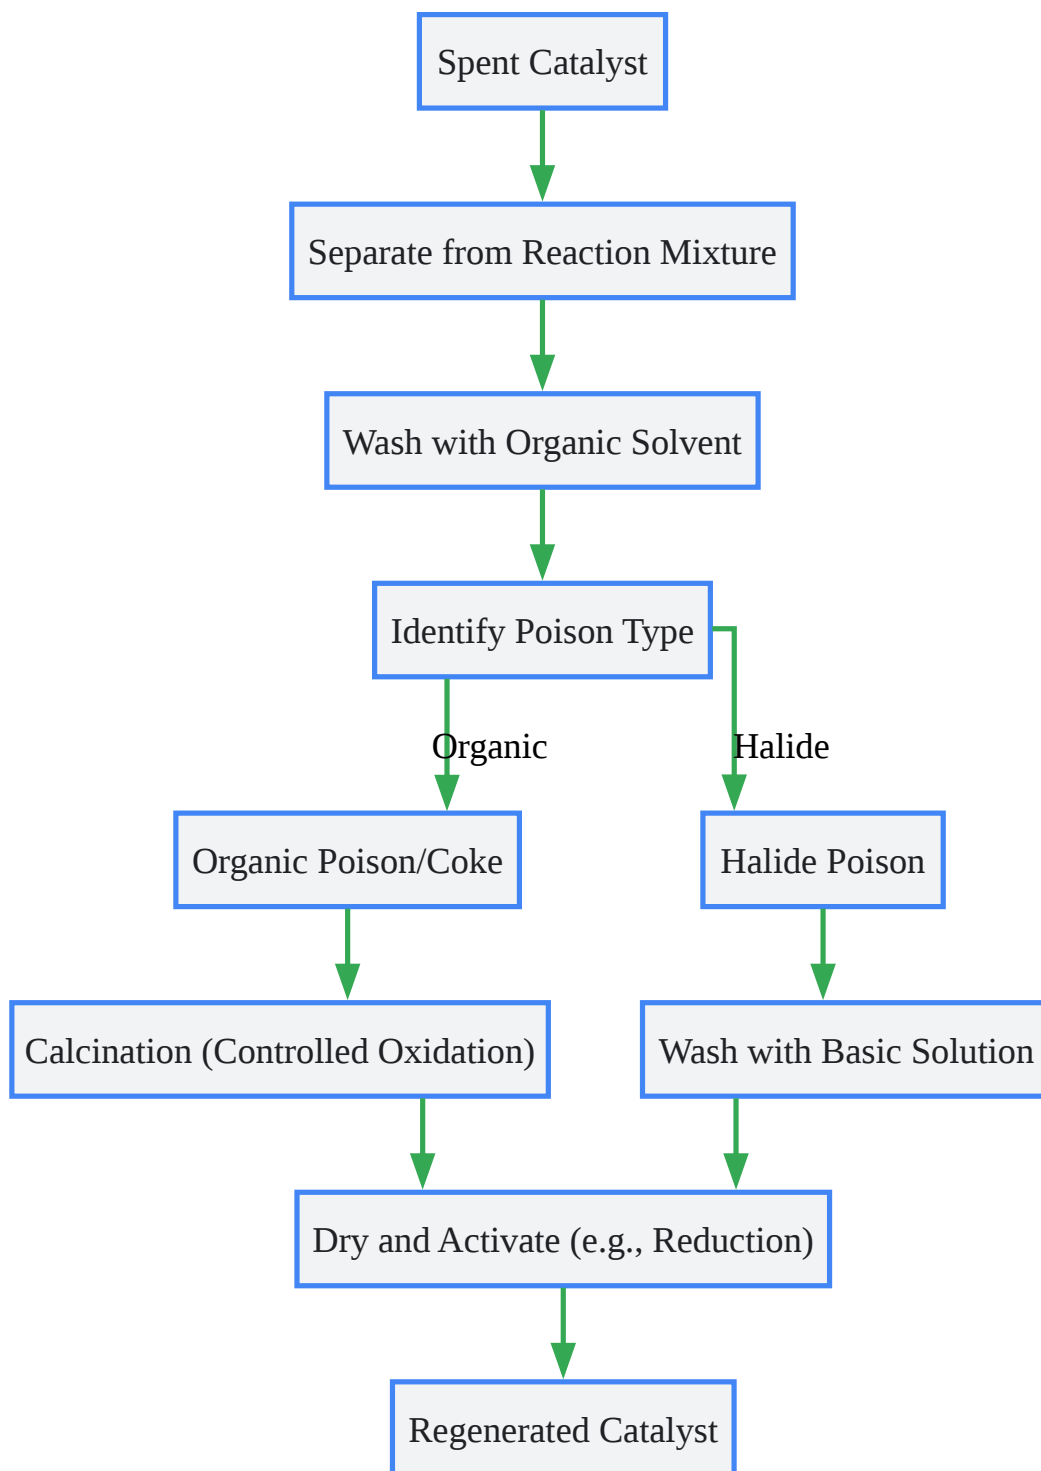 Spent Catalyst
Separate from Reaction Mixture
Wash with Organic Solvent
Identify Poison Type
Organic
Halide
Organic Poison/Coke
Halide Poison
Calcination (Controlled Oxidation)
Wash with Basic Solution
Dry and Activate (e.g., Reduction)
Regenerated Catalyst